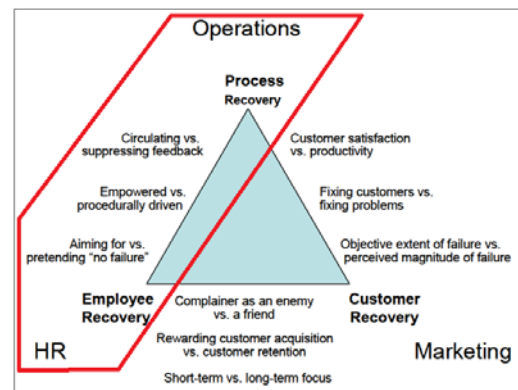 Operations
Process
Recovery
Circulating vs.
suppressing feedback
Customer satisfaction
vs. productivity
Empowered vs.
procedurally driven
Fixing customers vs.
fixing problems
Aiming for vs.
pretending "no failure"
Objective extent of failure vs.
perceived magnitude of failure
Employee
Recovery
Complainer as an enemy
vs. a friend
Customer
Recovery
HR
Rewarding customer acquisition
vs. customer retention
Marketing
Short-term vs. long-term focus